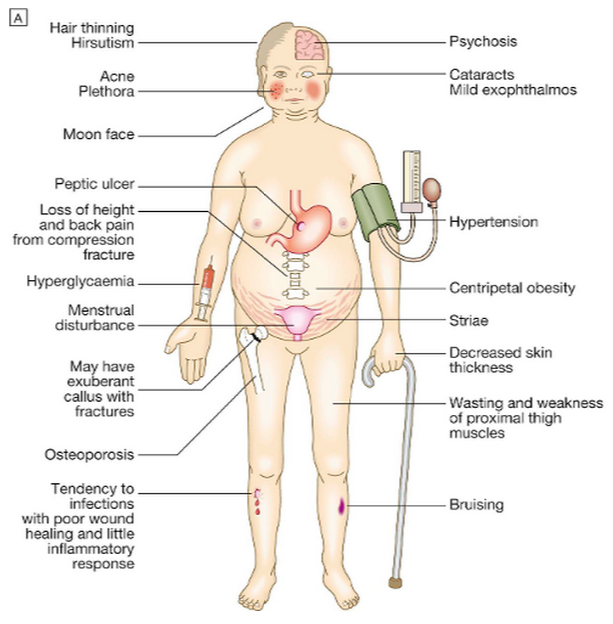 A
Hair thinning
Hirsutism
Acne
Plethora
Moon face
Peptic ulcer
Loss of height
and back pain
from compression
fracture
Hyperglycaemia
Menstrual
disturbance
May have
exuberant
callus with
fractures
Osteoporosis
Tendency to
infections
with poor wound
healing and little
inflammatory
response
Psychosis
Cataracts
Mild exophthalmos
Hypertension
Centripetal obesity
Striae
Decreased skin
thickness
Wasting and weakness
of proximal thigh
muscles
Bruising